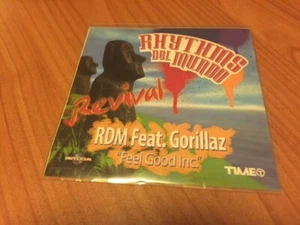 RHYTHMS
DEL MUNDO
Revival
RDM Feat. Gorillaz
"Feel Good Inc."
TIME